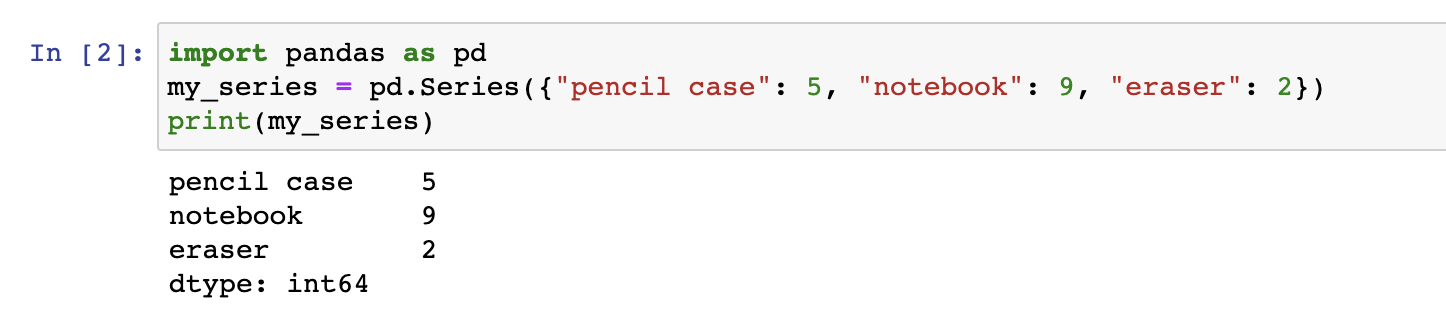 In [2]: import pandas as pd
my_series = pd.Series({"pencil case": 5, "notebook": 9, "eraser": 2})
print(my_series)
pencil case    5
notebook       9
eraser         2
dtype: int64